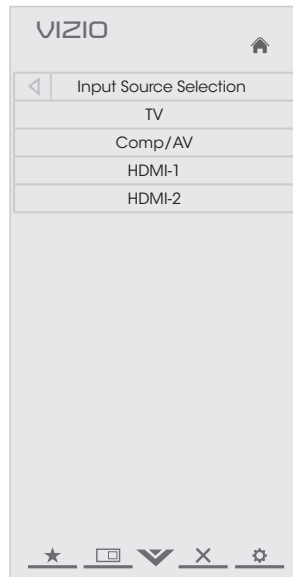 VIZIO
Input Source Selection
TV
Comp/AV
HDMI-1
HDMI-2